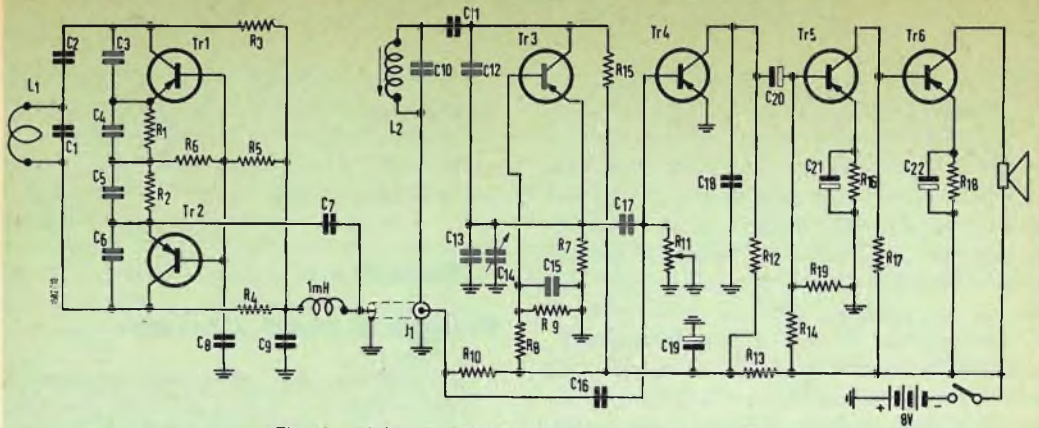 C2
C3
Tr1
R3
L1
C4
C1
R1
R6
R5
C5
R2
C6
Tr2
C7
R4
1mH
C8
C9
J1
C11
C10
C12
L2
Tr3
R15
Tr4
C20
Tr5
Tr6
C13
C14
R7
C15
R9
R8
R10
C16
C17
R11
C18
R12
C19
R13
R14
C21
R16
R19
R17
C22
R18
+
-
8V